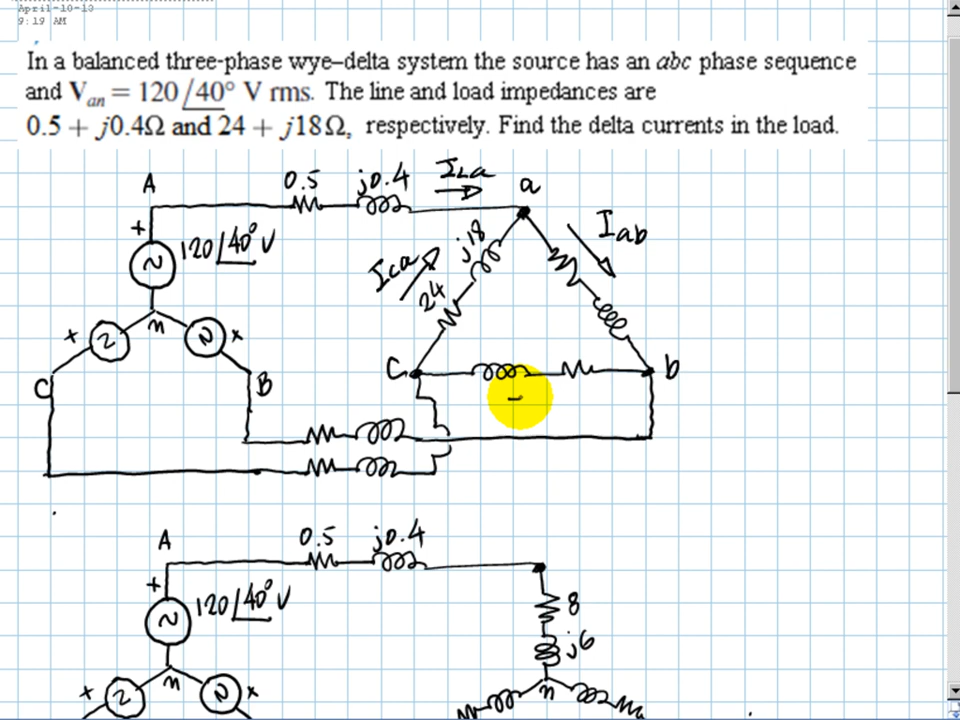 April-10-13
9:19 AM
In a balanced three-phase wye–delta system the source has an abc phase sequence
and Van = 120 /40° V rms. The line and load impedances are
0.5 + j0.4Ω and 24 + j18Ω, respectively. Find the delta currents in the load.
A 0.5 j0.4 ILa a
+ 120/40° V Iab
Ica 24 j18
n
+ +
C B C b
A 0.5 j0.4
+ 120/40° V 8
j6
n n
+ +